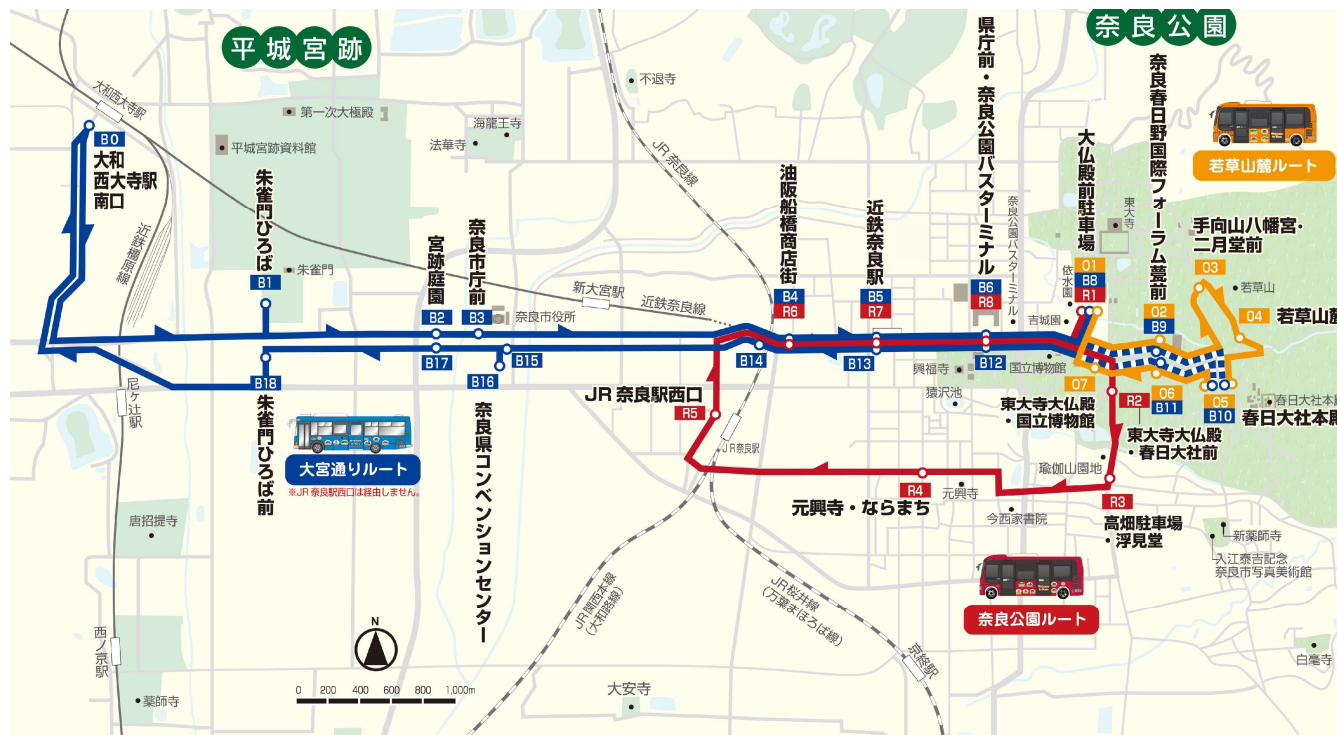 平城宮跡
奈良公園
大和西大寺駅
第一次大極殿
平城宮跡資料館
海龍王寺
法華寺
不退寺
JR奈良線
B0
大和
西大寺駅
南口
近鉄橿原線
朱雀門ひろば
B1
朱雀門
宮跡庭園
B2
奈良市庁前
B3
奈良市役所
新大宮駅
近鉄奈良線
油阪船橋商店街
B4
R6
近鉄奈良駅
B5
R7
県庁前・奈良公園バスターミナル
B6
R8
奈良公園バスターミナル
大仏殿前駐車場
O1
B8
R1
依水園
吉城園
東大寺
奈良春日野国際フォーラム甍前
O2
B9
若草山麓ルート
手向山八幡宮・
二月堂前
O3
若草山
O4
若草山麓
B17
B15
B16
B14
B13
B12
B18
朱雀門ひろば前
奈良県コンベンションセンター
尼ヶ辻駅
大宮通りルート
※JR奈良駅西口は経由しません。
JR奈良駅西口
R5
JR奈良駅
興福寺
猿沢池
国立博物館
O7
東大寺大仏殿
・国立博物館
R2
東大寺大仏殿
・春日大社前
O6
B11
O5
B10
春日大社本殿
春日大社本殿
瑜伽山園地
R3
高畑駐車場
・浮見堂
R4
元興寺・ならまち
元興寺
今西家書院
新薬師寺
入江泰吉記念
奈良市写真美術館
奈良公園ルート
唐招提寺
西ノ京駅
薬師寺
N
0 200 400 600 800 1,000m
JR関西本線
(大和路線)
JR桜井線
(万葉まほろば線)
京終駅
大安寺
白毫寺